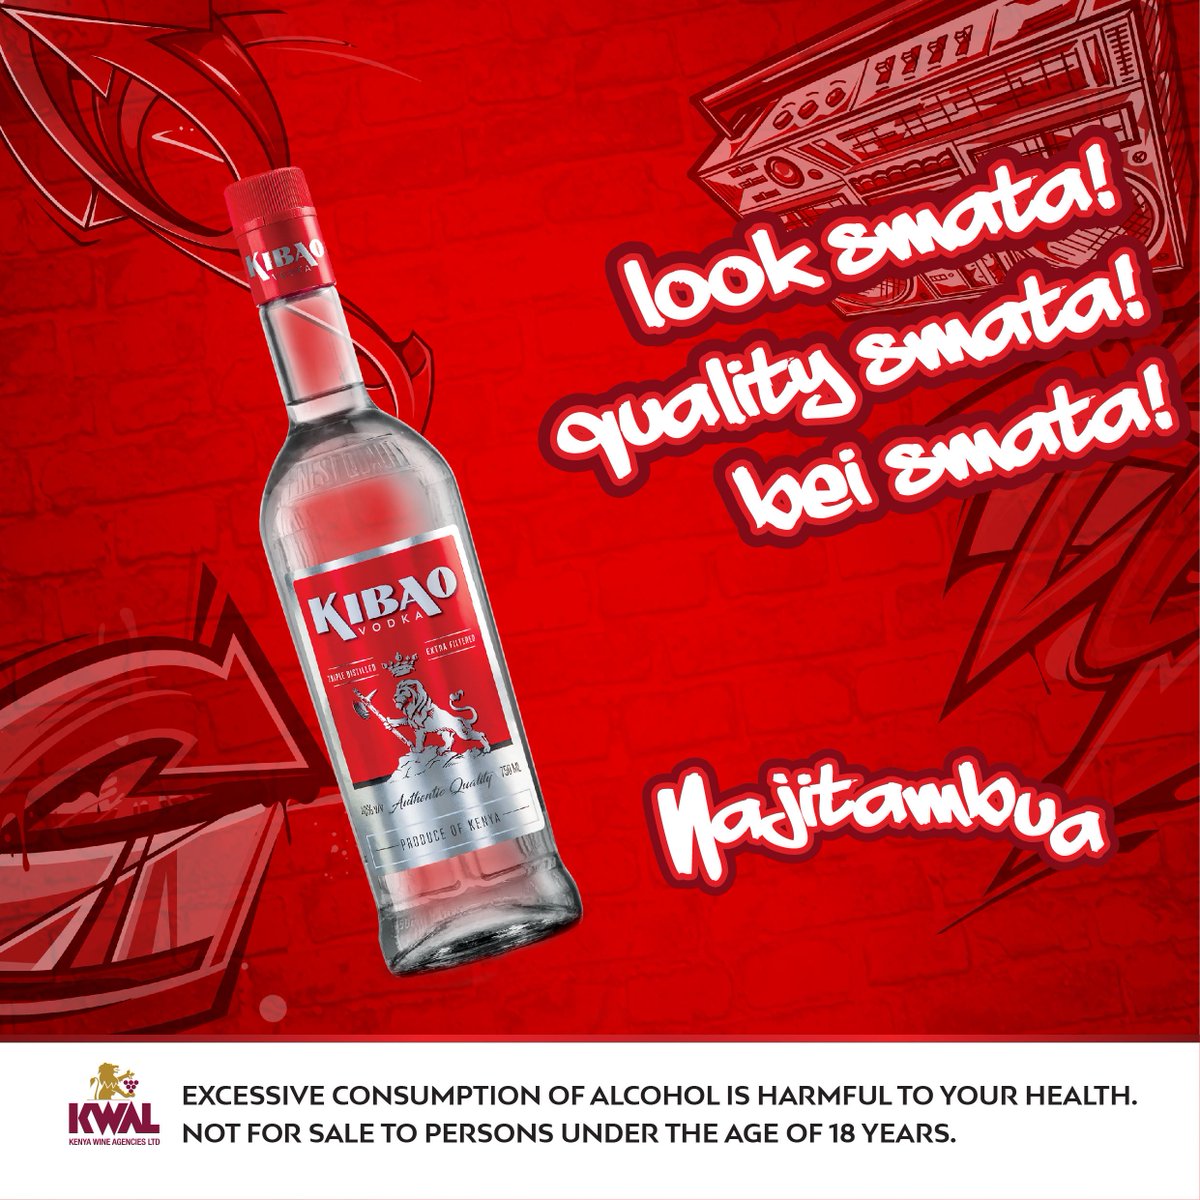 look smata!
quality smata!
bei smata!
KIBAO
VODKA
KIBAO
VODKA
TRIPLE DISTILLED
EXTRA FILTERED
40% V/V
Authentic Quality
750 ML
PRODUCE OF KENYA
Najitambua
KWAL
KENYA WINE AGENCIES LTD
EXCESSIVE CONSUMPTION OF ALCOHOL IS HARMFUL TO YOUR HEALTH.
NOT FOR SALE TO PERSONS UNDER THE AGE OF 18 YEARS.